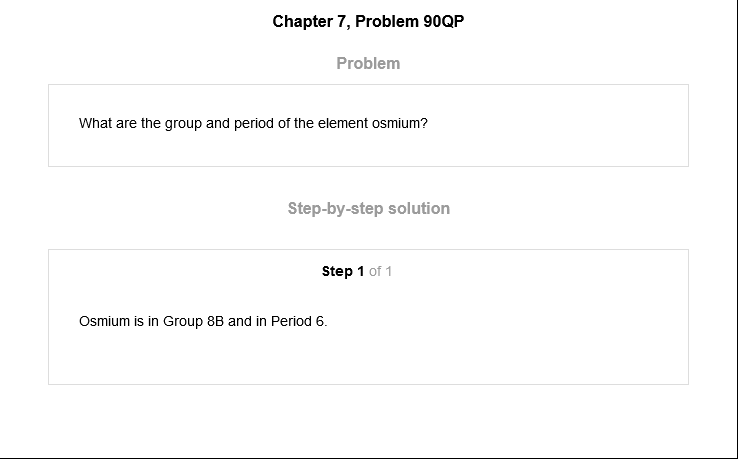 Chapter 7, Problem 90QP
Problem
What are the group and period of the element osmium?
Step-by-step solution
Step 1 of 1
Osmium is in Group 8B and in Period 6.